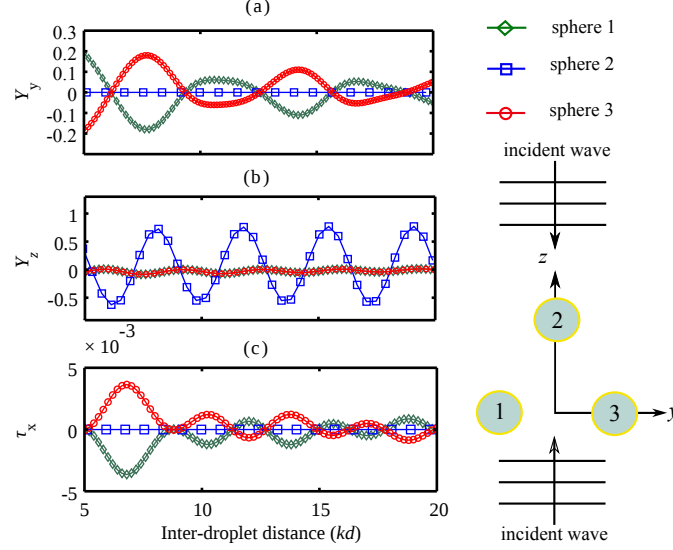 (a)
0.3
0.2
0.1
0
-0.1
-0.2
Y_y
(b)
1
0.5
0
-0.5
Y_z
× 10^-3
(c)
5
0
-5
τ_x
5
10
15
20
Inter-droplet distance (kd)
sphere 1
sphere 2
sphere 3
incident wave
z
2
1
3
y
incident wave